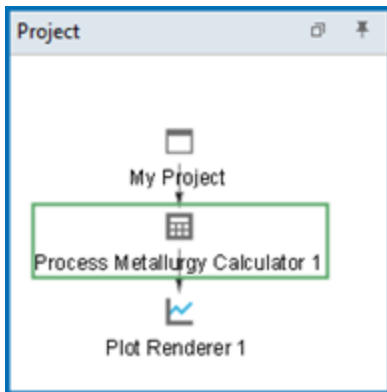 Project
My Project
Process Metallurgy Calculator 1
Plot Renderer 1